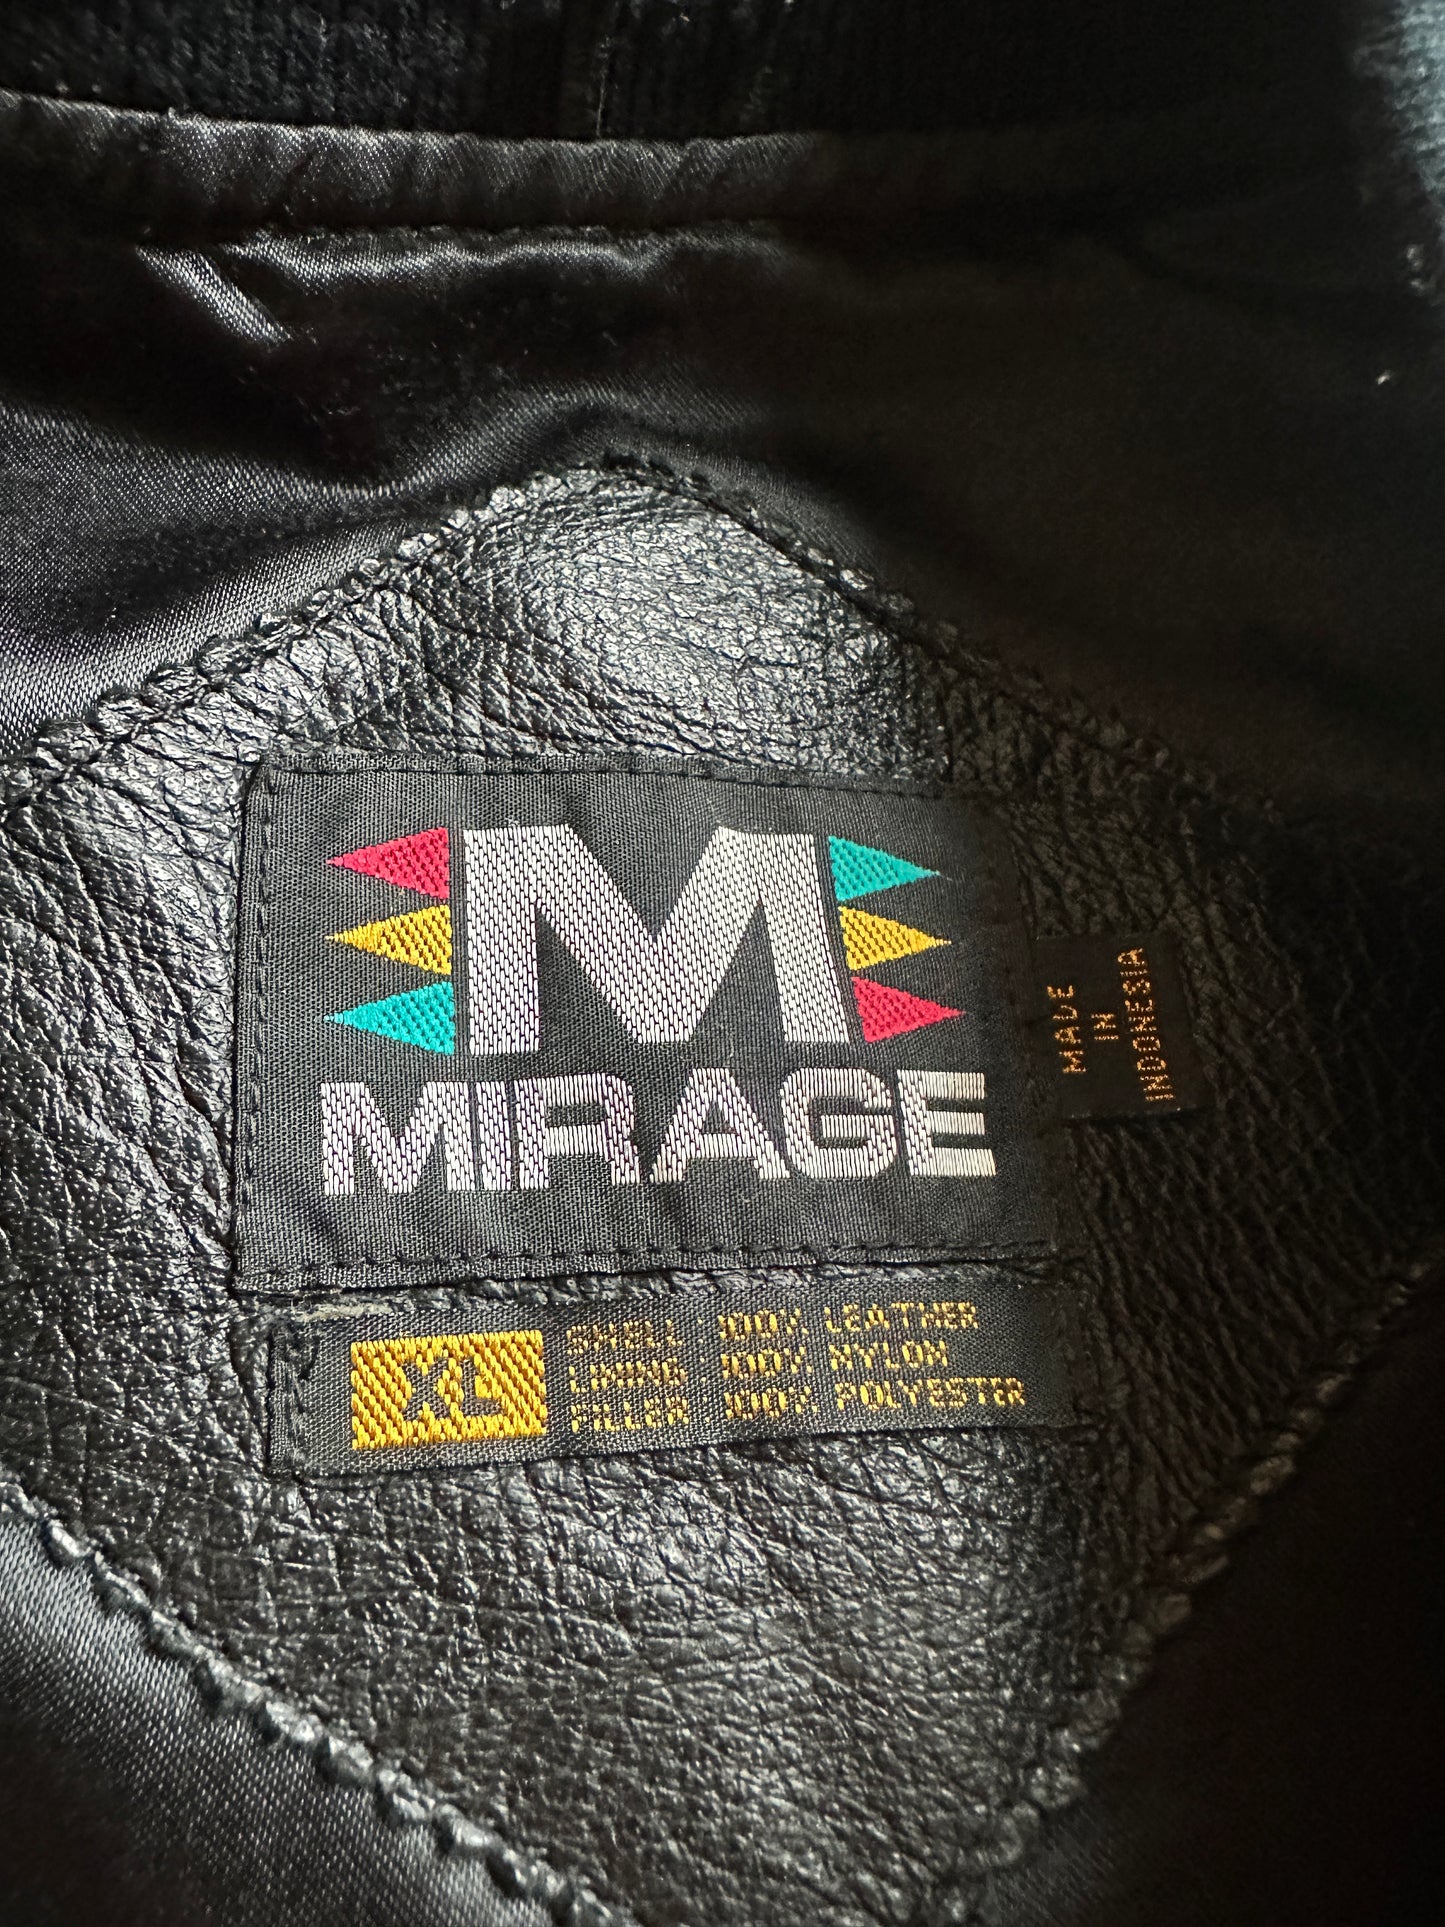 M
MIRAGE
MADE
IN
INDONESIA
XL
SHELL : 100% LEATHER
LINING : 100% NYLON
FILLER : 100% POLYESTER